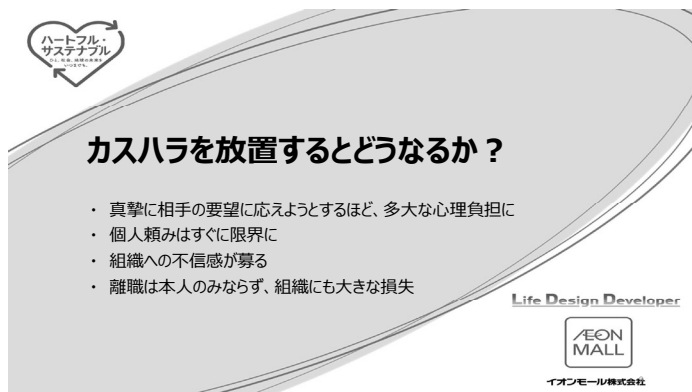 ハートフル・
サステナブル
カスハラを放置するとどうなるか？
・ 真摯に相手の要望に応えようとするほど、多大な心理負担に
・ 個人頼みはすぐに限界に
・ 組織への不信感が募る
・ 離職は本人のみならず、組織にも大きな損失
Life Design Developer
ÆON
MALL
イオンモール株式会社